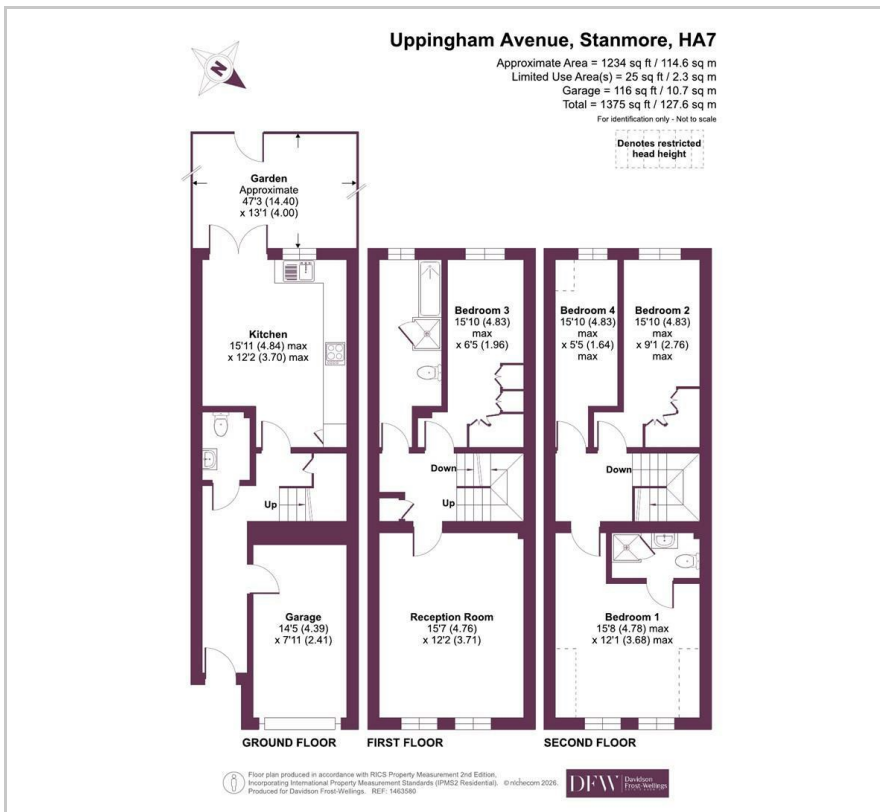 Uppingham Avenue, Stanmore, HA7
Approximate Area = 1234 sq ft / 114.6 sq m
Limited Use Area(s) = 25 sq ft / 2.3 sq m
Garage = 116 sq ft / 10.7 sq m
Total = 1375 sq ft / 127.6 sq m
For identification only - Not to scale
Denotes restricted
head height
N
Garden
Approximate
47'3 (14.40)
x 13'1 (4.00)
Kitchen
15'11 (4.84) max
x 12'2 (3.70) max
Up
Garage
14'5 (4.39)
x 7'11 (2.41)
GROUND FLOOR
Bedroom 3
15'10 (4.83)
max
x 6'5 (1.96)
Down
Up
Reception Room
15'7 (4.76)
x 12'2 (3.71)
FIRST FLOOR
Bedroom 4
15'10 (4.83)
max
x 5'5 (1.64)
max
Bedroom 2
15'10 (4.83)
max
x 9'1 (2.76)
max
Down
Bedroom 1
15'8 (4.78) max
x 12'1 (3.68) max
SECOND FLOOR
Floor plan produced in accordance with RICS Property Measurement 2nd Edition,
Incorporating International Property Measurement Standards (IPMS2 Residential). © nichecom 2026.
Produced for Davidson Frost-Wellings. REF: 1463580
DFW
Davidson
Frost-Wellings